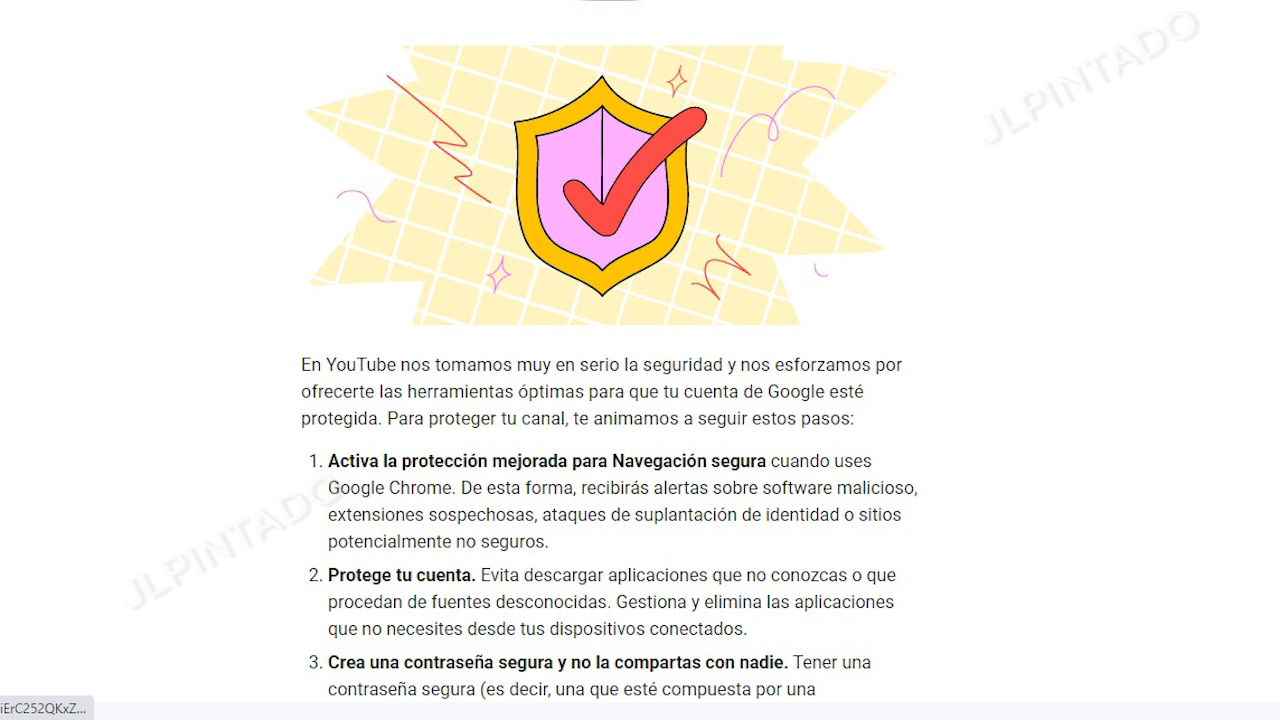 JLPINTADO
En YouTube nos tomamos muy en serio la seguridad y nos esforzamos por
ofrecerte las herramientas óptimas para que tu cuenta de Google esté
protegida. Para proteger tu canal, te animamos a seguir estos pasos:
1. Activa la protección mejorada para Navegación segura cuando uses
Google Chrome. De esta forma, recibirás alertas sobre software malicioso,
extensiones sospechosas, ataques de suplantación de identidad o sitios
potencialmente no seguros.
JLPINTADO
2. Protege tu cuenta. Evita descargar aplicaciones que no conozcas o que
procedan de fuentes desconocidas. Gestiona y elimina las aplicaciones
que no necesites desde tus dispositivos conectados.
3. Crea una contraseña segura y no la compartas con nadie. Tener una
contraseña segura (es decir, una que esté compuesta por una
iErC252QKxZ...